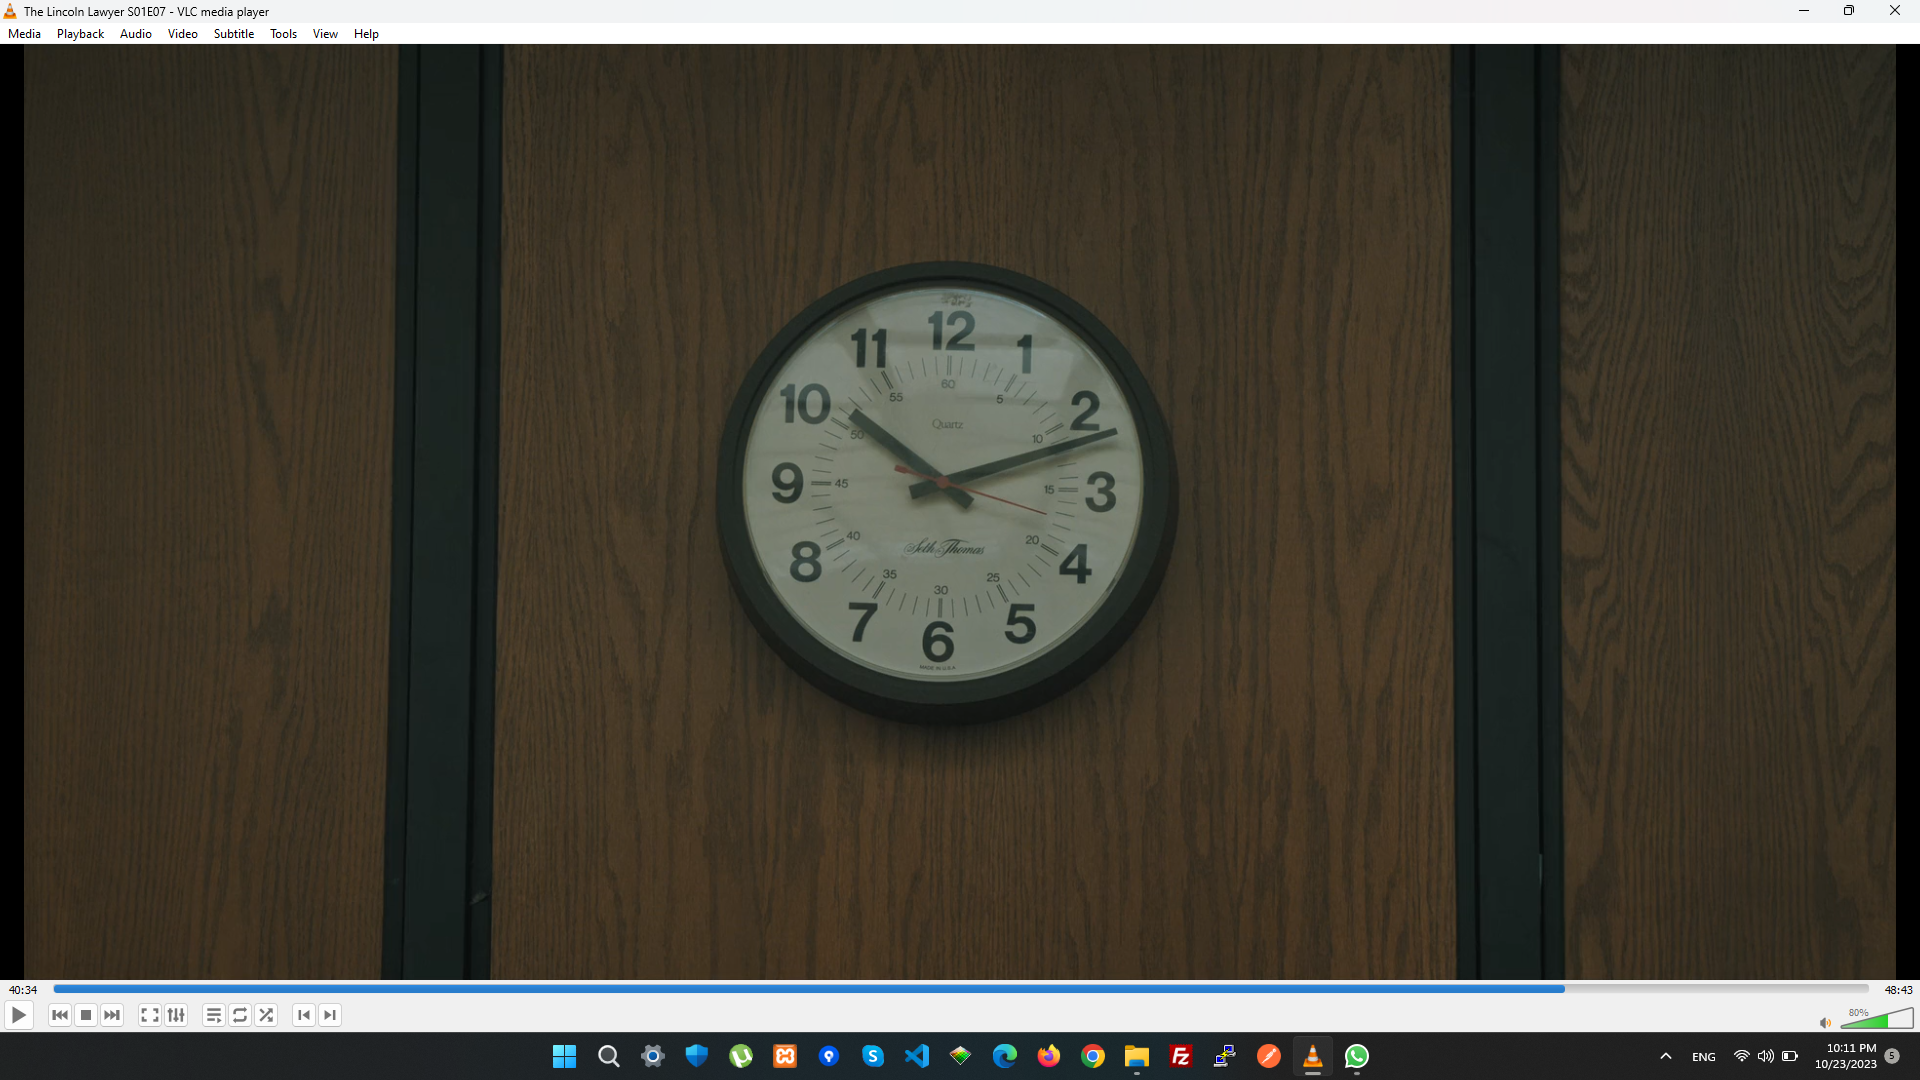 The Lincoln Lawyer S01E07 - VLC media player
Media Playback Audio Video Subtitle Tools View Help
12
11 1
60
55 5
10 2
Quartz
50 10
9 45 15 3
40 20
Seth Thomas
8 4
35 25
30
7 5
6
MADE IN U.S.A.
40:34 48:43
80%
ENG
10:11 PM
10/23/2023
5